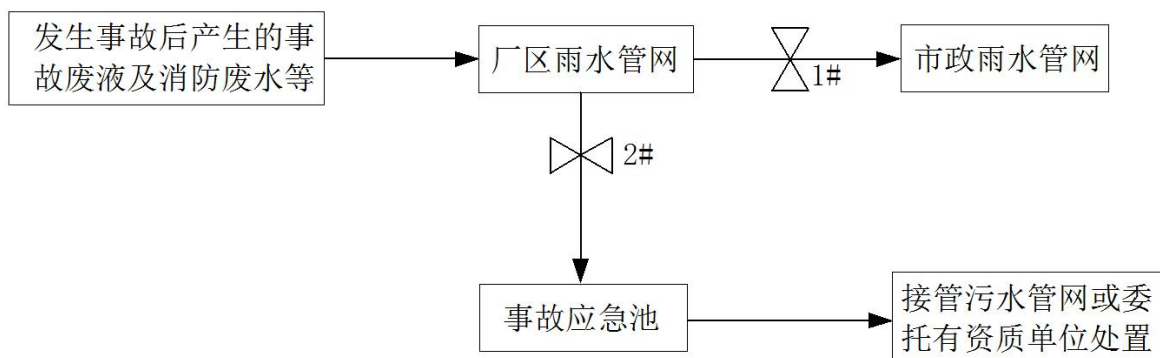 发生事故后产生的事
故废液及消防废水等
厂区雨水管网
1#
市政雨水管网
2#
事故应急池
接管污水管网或委
托有资质单位处置